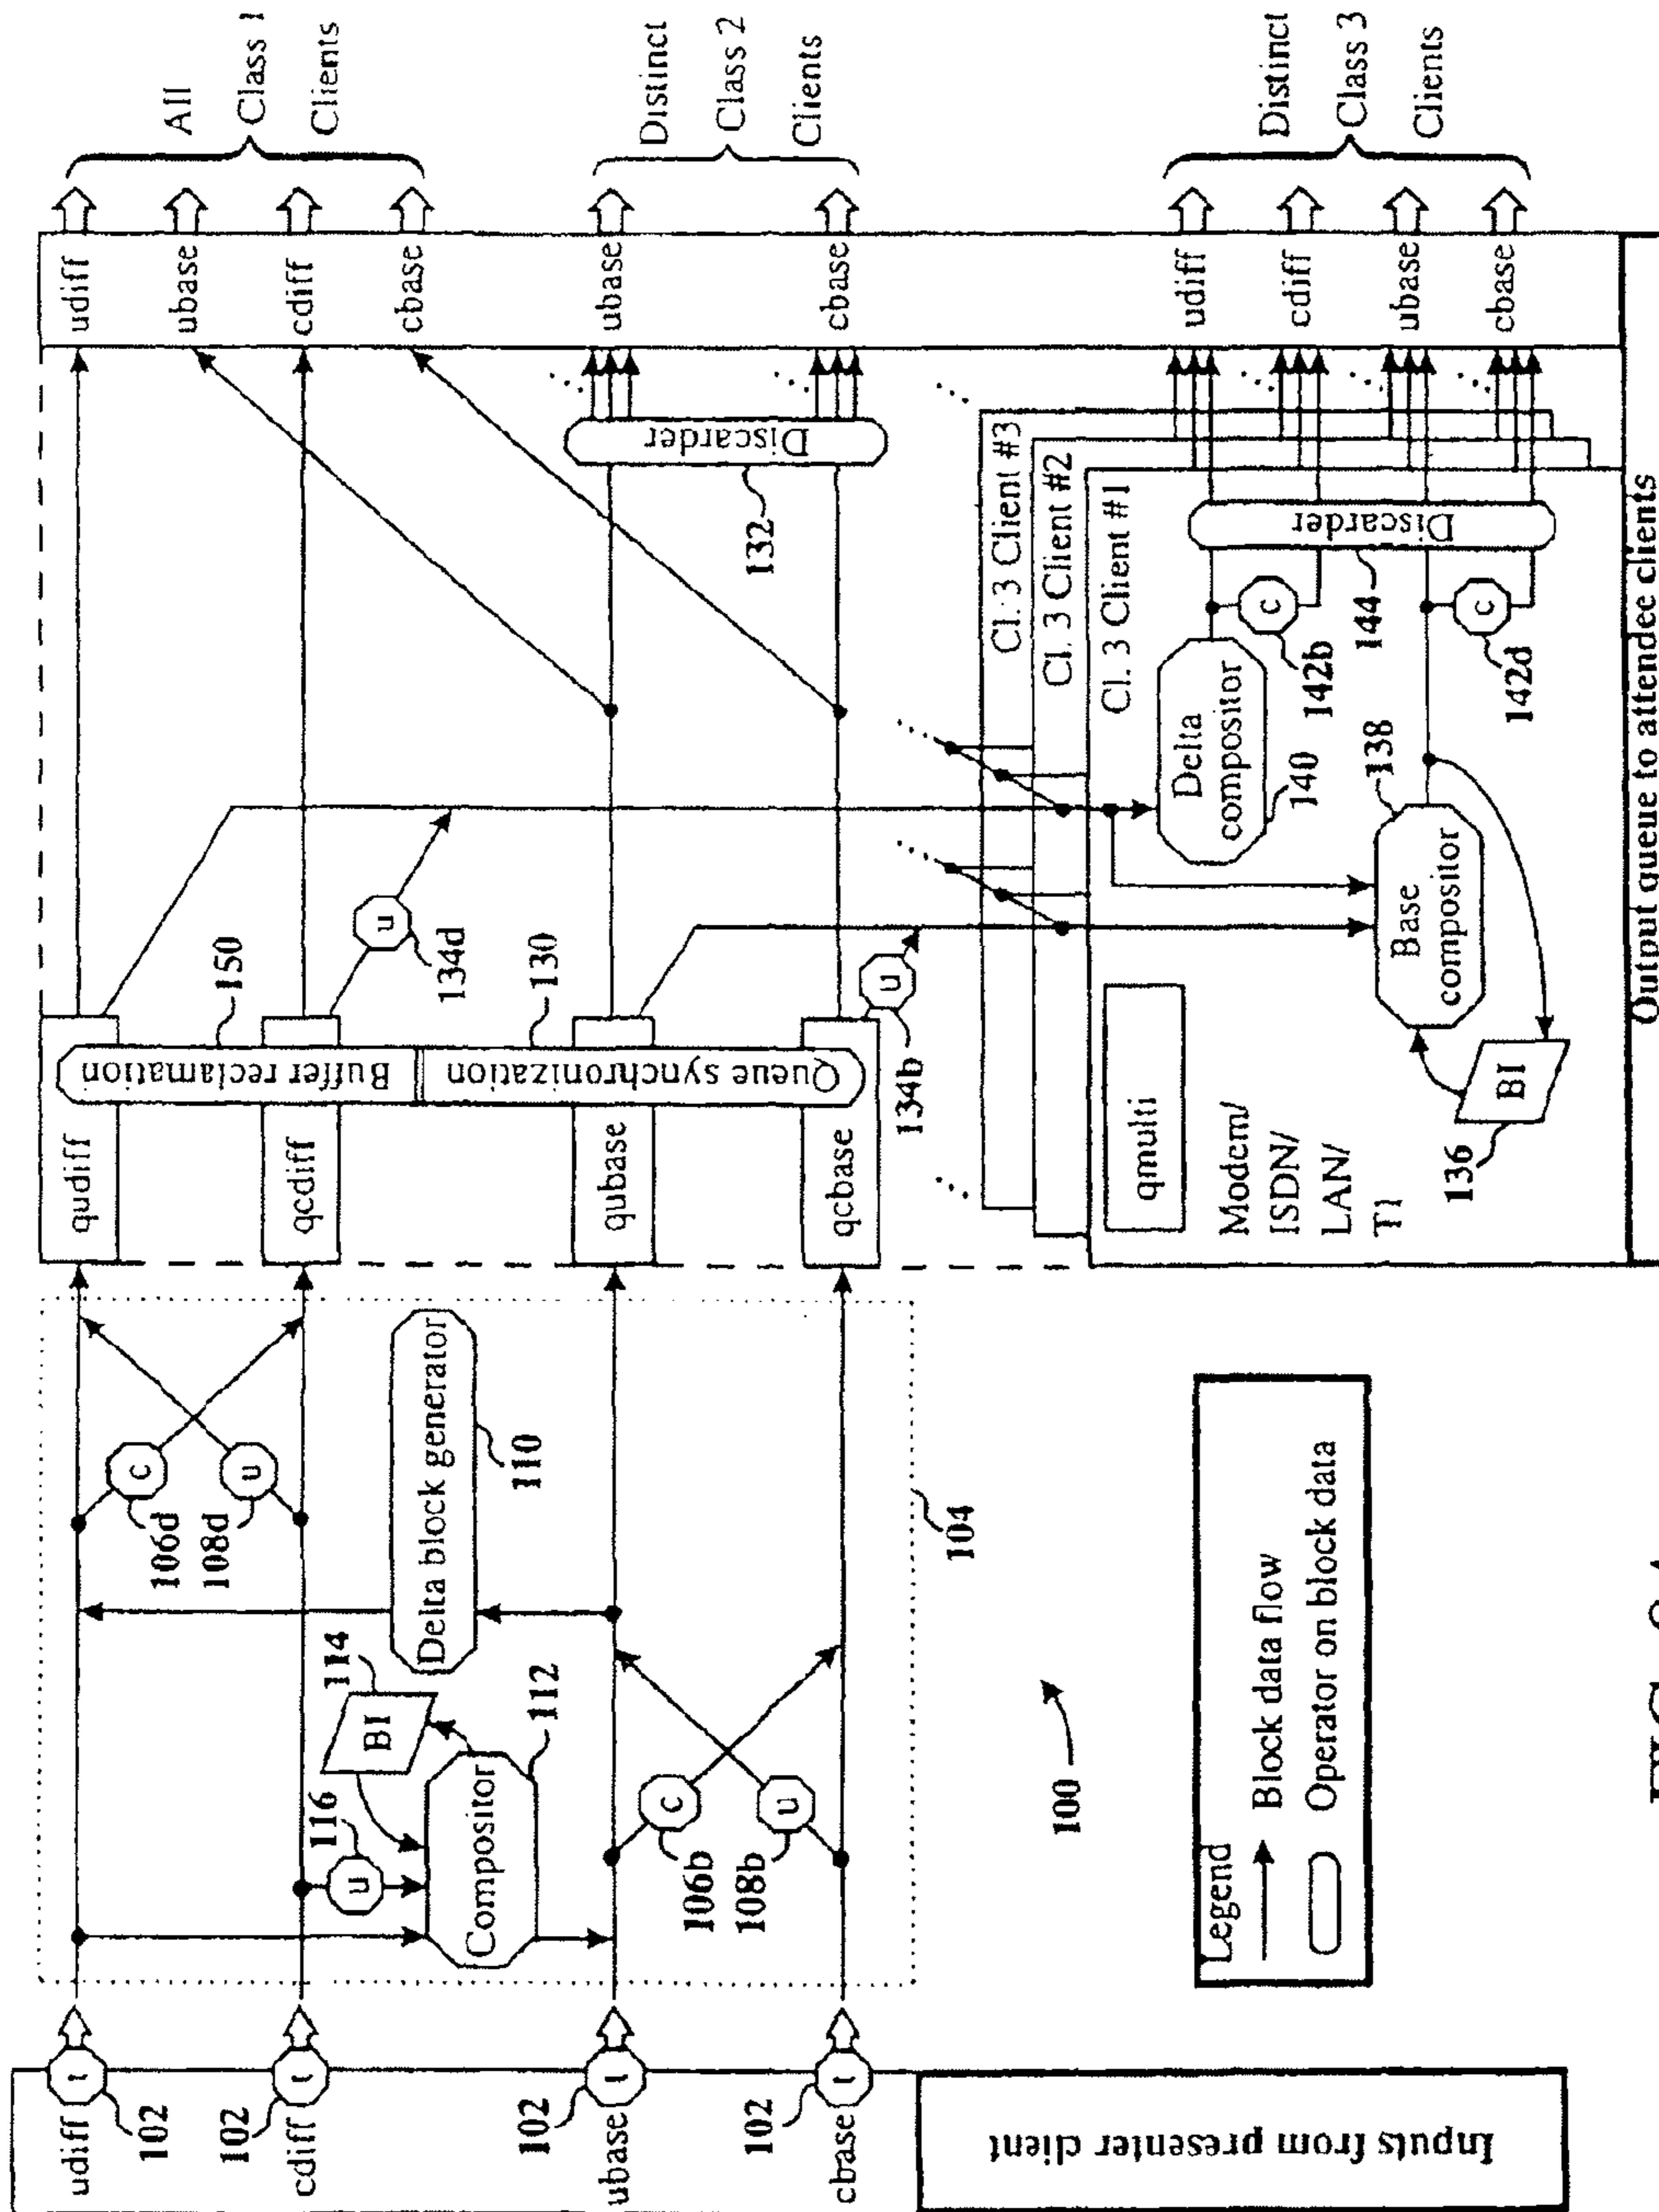 udiff
t
102
cdiff
t
102
ubase
t
102
cbase
t
102
Inputs from presenter client
116
u
BI
114
Compositor
112
c
106d
u
108d
Delta block generator
110
c
106b
u
108b
104
100
Legend
Block data flow
Operator on block data
qudiff
qcdiff
qubase
qcbase
Buffer reclamation
150
Queue synchronization
130
u
134d
u
134b
Discarder
132
Cl. 3 Client #3
Cl. 3 Client #2
Cl. 3 Client #1
qmulti
Modem/
ISDN/
LAN/
T1
BI
136
Base
compositor
138
Delta
compositor
140
c
142b
c
142d
Discarder
144
udiff
ubase
cdiff
cbase
ubase
cbase
udiff
cdiff
ubase
cbase
All
Class 1
Clients
Distinct
Class 2
Clients
Distinct
Class 3
Clients
Output queue to attendee clients